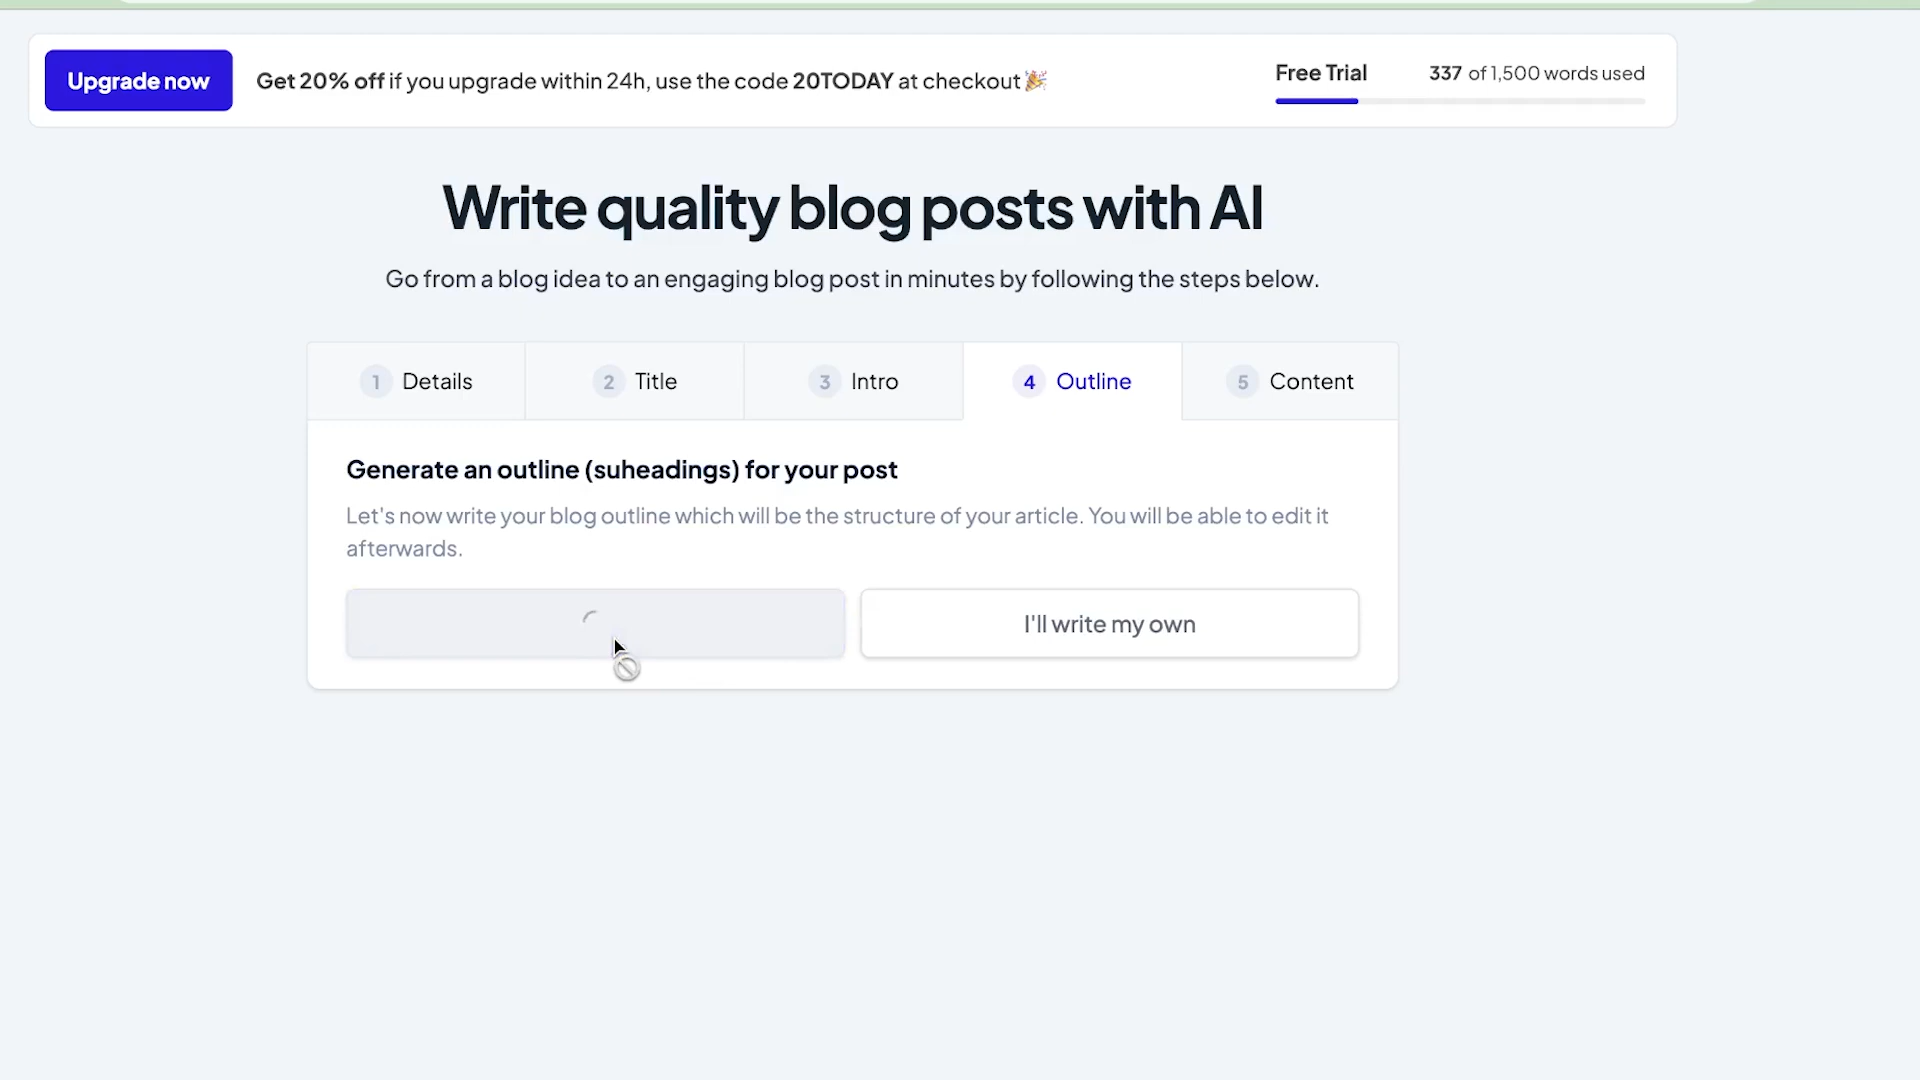 Upgrade now
Get 20% off if you upgrade within 24h, use the code 20TODAY at checkout 🎉
Free Trial
337 of 1,500 words used
Write quality blog posts with AI
Go from a blog idea to an engaging blog post in minutes by following the steps below.
1 Details
2 Title
3 Intro
4 Outline
5 Content
Generate an outline (suheadings) for your post
Let's now write your blog outline which will be the structure of your article. You will be able to edit it
afterwards.
I'll write my own